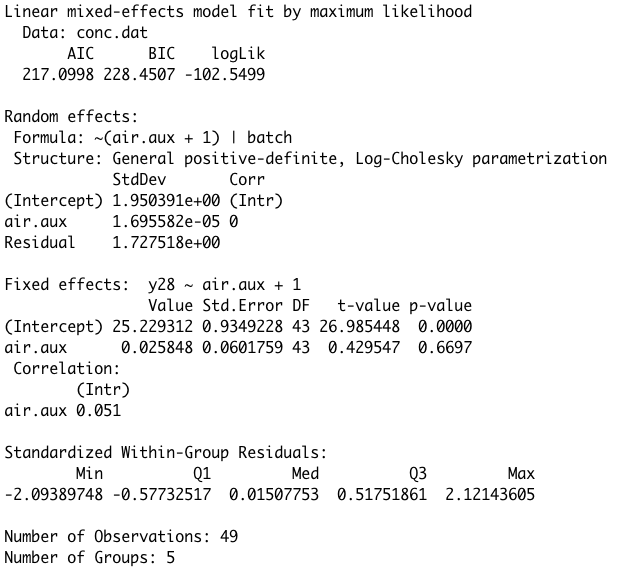 Linear mixed-effects model fit by maximum likelihood
Data: conc.dat
AIC BIC logLik
217.0998 228.4507 -102.5499
Random effects:
Formula: ~(air.aux + 1) | batch
Structure: General positive-definite, Log-Cholesky parametrization
StdDev Corr
(Intercept) 1.950391e+00 (Intr)
air.aux 1.695582e-05 0
Residual 1.727518e+00
Fixed effects: y28 ~ air.aux + 1
Value Std.Error DF t-value p-value
(Intercept) 25.229312 0.9349228 43 26.985448 0.0000
air.aux 0.025848 0.0601759 43 0.429547 0.6697
Correlation:
(Intr)
air.aux 0.051
Standardized Within-Group Residuals:
Min Q1 Med Q3 Max
-2.09389748 -0.57732517 0.01507753 0.51751861 2.12143605
Number of Observations: 49
Number of Groups: 5